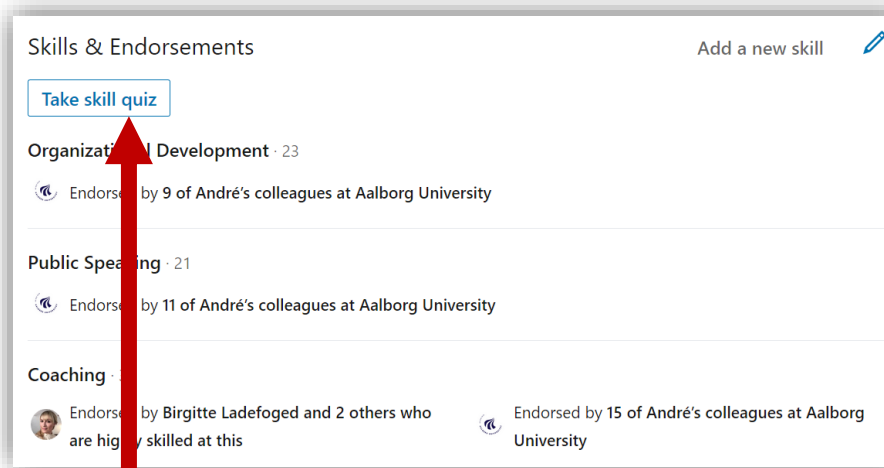 Skills & Endorsements
Add a new skill
Take skill quiz
Development · 23
by 9 of André's colleagues at Aalborg University
Public · 21
by 11 of André's colleagues at Aalborg University
Coaching ·
by Birgitte Ladefoged and 2 others who
are skilled at this
Endorsed by 15 of André's colleagues at Aalborg
University